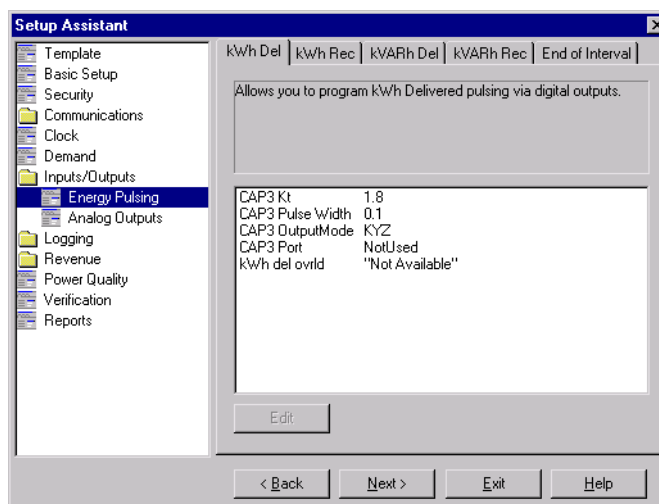 Setup Assistant
Template
Basic Setup
Security
Communications
Clock
Demand
Inputs/Outputs
Energy Pulsing
Analog Outputs
Logging
Revenue
Power Quality
Verification
Reports
kWh Del kWh Rec kVARh Del kVARh Rec End of Interval
Allows you to program kWh Delivered pulsing via digital outputs.
CAP3 Kt 1.8
CAP3 Pulse Width 0.1
CAP3 OutputMode KYZ
CAP3 Port NotUsed
kWh del ovrld "Not Available"
Edit
< Back Next > Exit Help